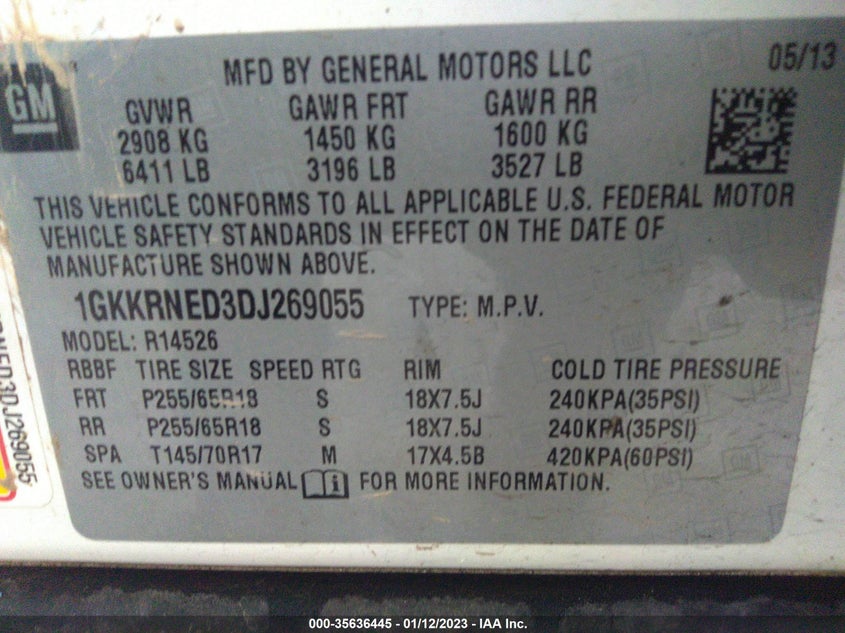 GM
MFD BY GENERAL MOTORS LLC 05/13
GVWR GAWR FRT GAWR RR
2908 KG 1450 KG 1600 KG
6411 LB 3196 LB 3527 LB
THIS VEHICLE CONFORMS TO ALL APPLICABLE U.S. FEDERAL MOTOR
VEHICLE SAFETY STANDARDS IN EFFECT ON THE DATE OF
MANUFACTURE SHOWN ABOVE.
1GKKRNED3DJ269055 TYPE: M.P.V.
MODEL: R14526
RBBF TIRE SIZE SPEED RTG RIM COLD TIRE PRESSURE
FRT P255/65R18 S 18X7.5J 240KPA(35PSI)
RR P255/65R18 S 18X7.5J 240KPA(35PSI)
SPA T145/70R17 M 17X4.5B 420KPA(60PSI)
SEE OWNER'S MANUAL i FOR MORE INFORMATION.
RNED3DJ269055
000-35636445 - 01/12/2023 - IAA Inc.